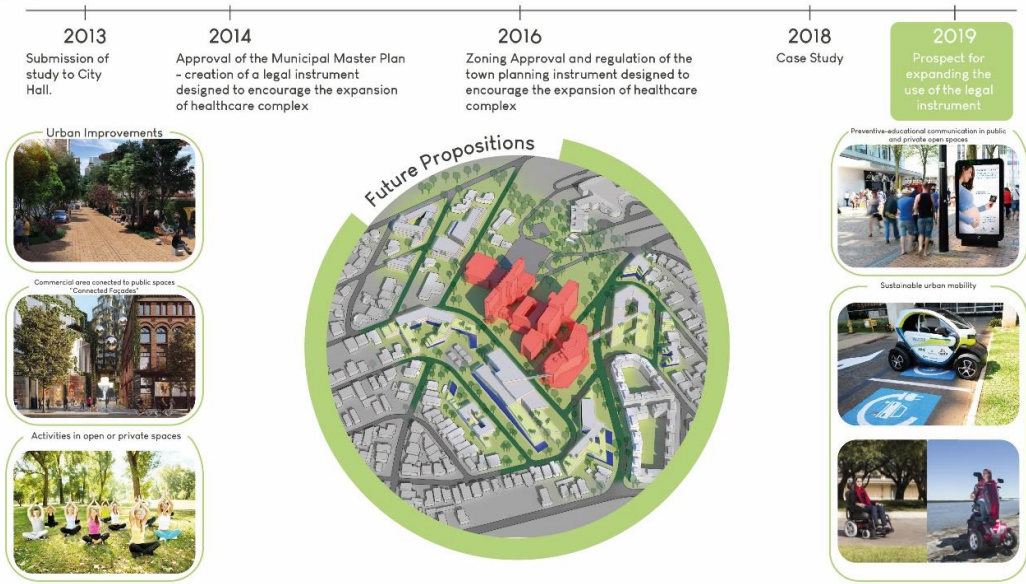 2013
Submission of
study to City
Hall.
2014
Approval of the Municipal Master Plan
- creation of a legal instrument
designed to encourage the expansion
of healthcare complex
2016
Zoning Approval and regulation of the
town planning instrument designed to
encourage the expansion of healthcare
complex
2018
Case Study
2019
Prospect for
expanding the
use of the legal
instrument
Urban Improvements
Commercial area conected to public spaces
"Connected Façades"
Activities in open or private spaces
Future Propositions
Preventive-educational communication in public
and private open spaces
Sustainable urban mobility